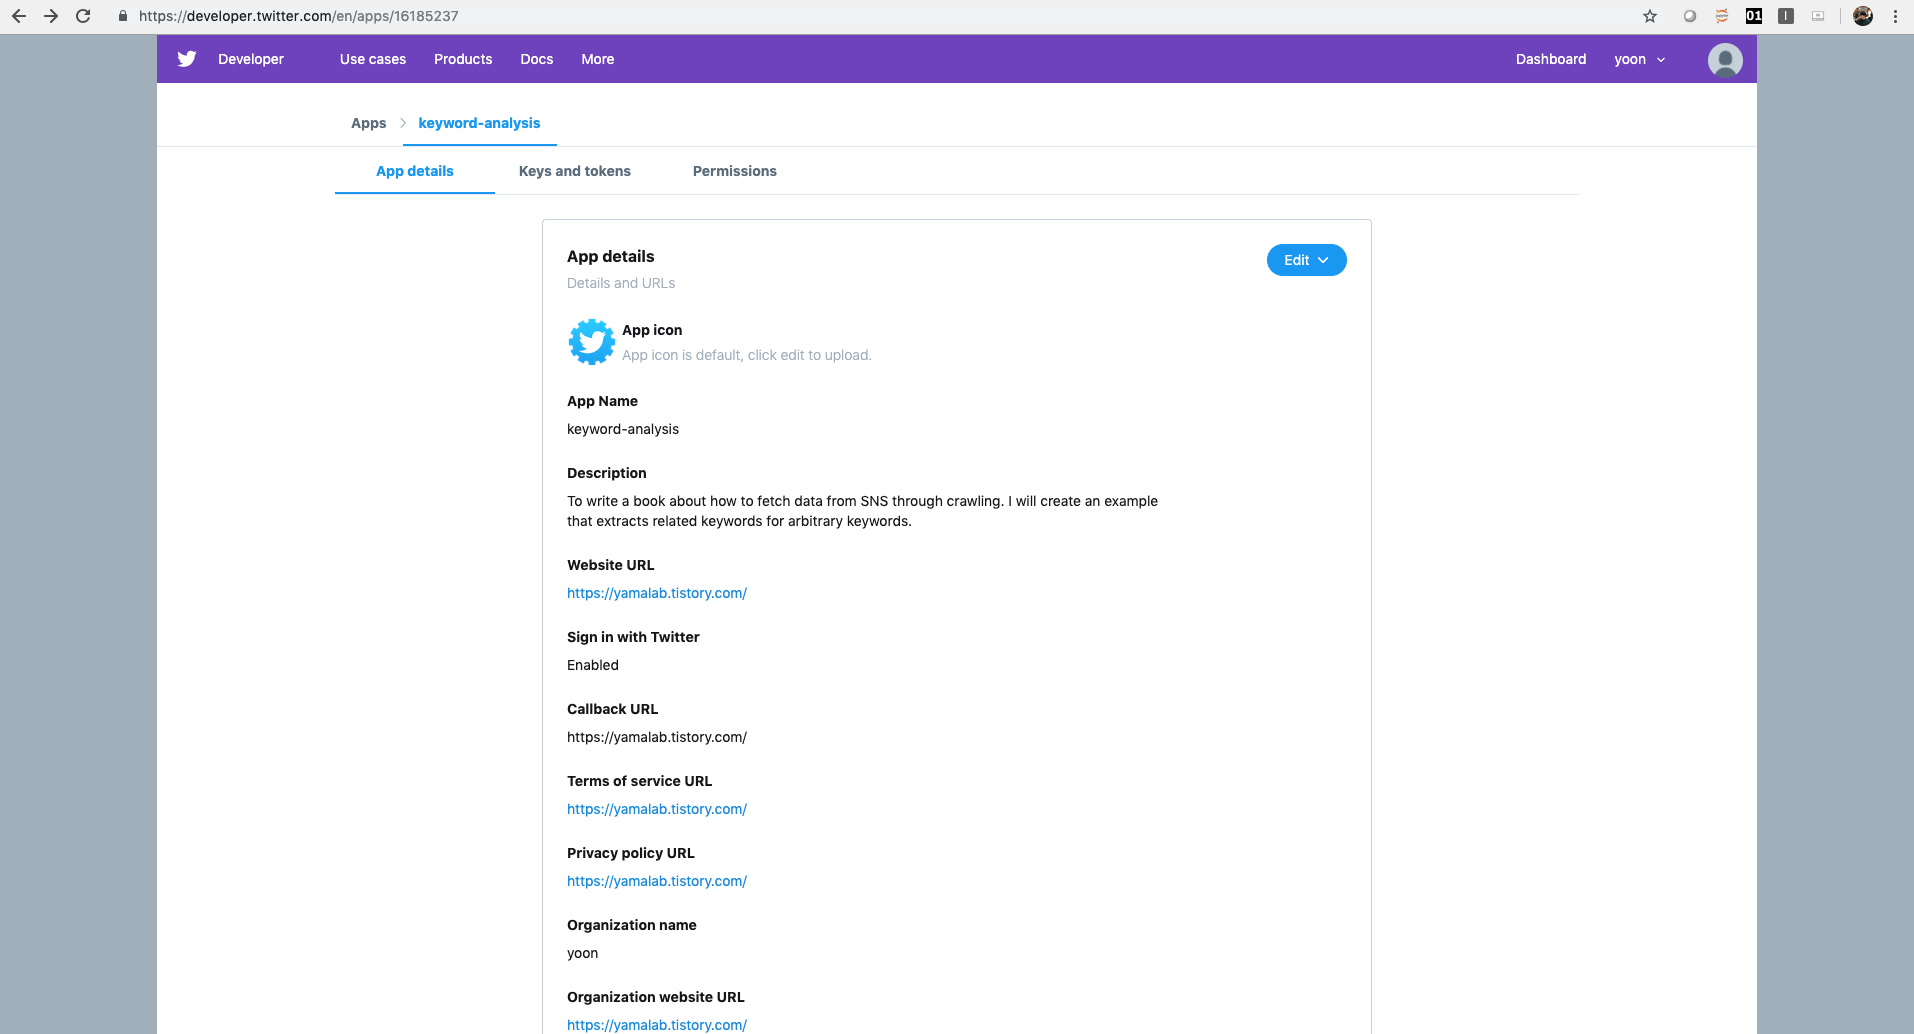 https://developer.twitter.com/en/apps/16185237
01
Developer
Use cases
Products
Docs
More
Dashboard
yoon
Apps
keyword-analysis
App details
Keys and tokens
Permissions
App details
Edit
Details and URLs
App icon
App icon is default, click edit to upload.
App Name
keyword-analysis
Description
To write a book about how to fetch data from SNS through crawling. I will create an example
that extracts related keywords for arbitrary keywords.
Website URL
https://yamalab.tistory.com/
Sign in with Twitter
Enabled
Callback URL
https://yamalab.tistory.com/
Terms of service URL
https://yamalab.tistory.com/
Privacy policy URL
https://yamalab.tistory.com/
Organization name
yoon
Organization website URL
https://yamalab.tistory.com/